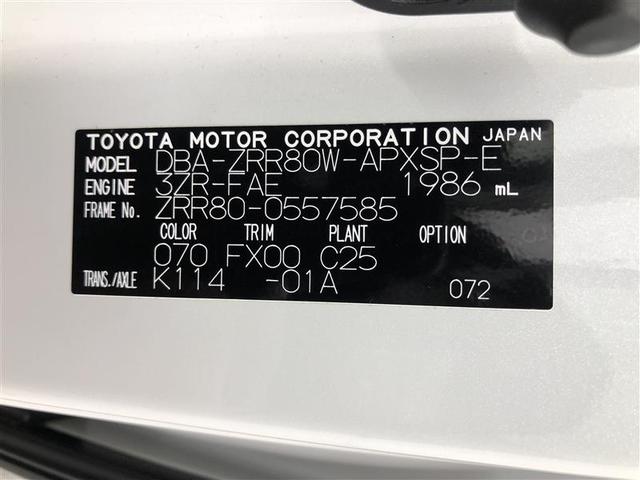 TOYOTA MOTOR CORPORATION JAPAN
MODEL DBA-ZRR80W-APXSP-E
ENGINE 3ZR-FAE 1986 mL
FRAME No. ZRR80-0557585
COLOR TRIM PLANT OPTION
070 FX00 C25
TRANS./AXLE K114 -01A 072